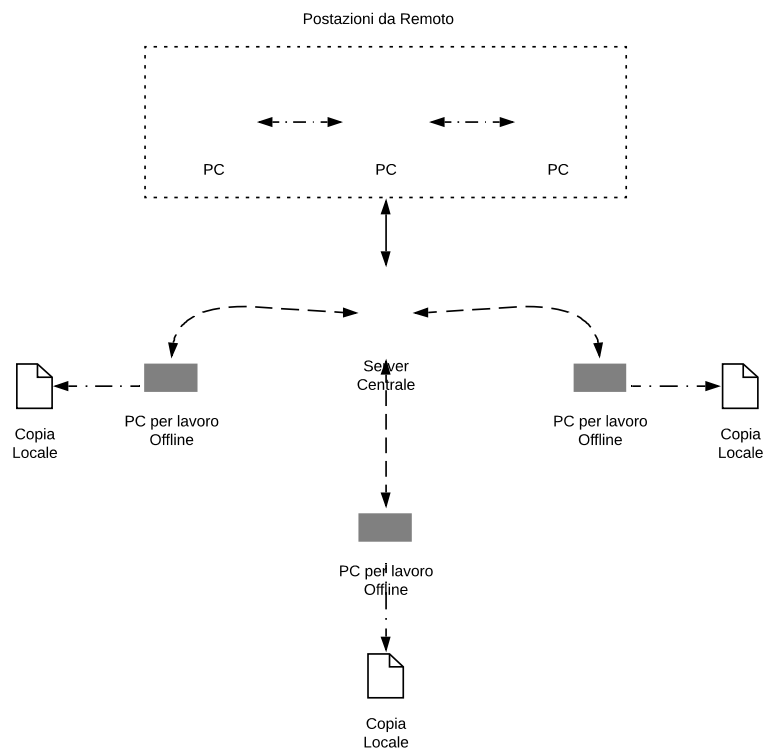 Postazioni da Remoto
PC
PC
PC
Server
Centrale
PC per lavoro
Offline
PC per lavoro
Offline
Copia
Locale
Copia
Locale
PC per lavoro
Offline
Copia
Locale